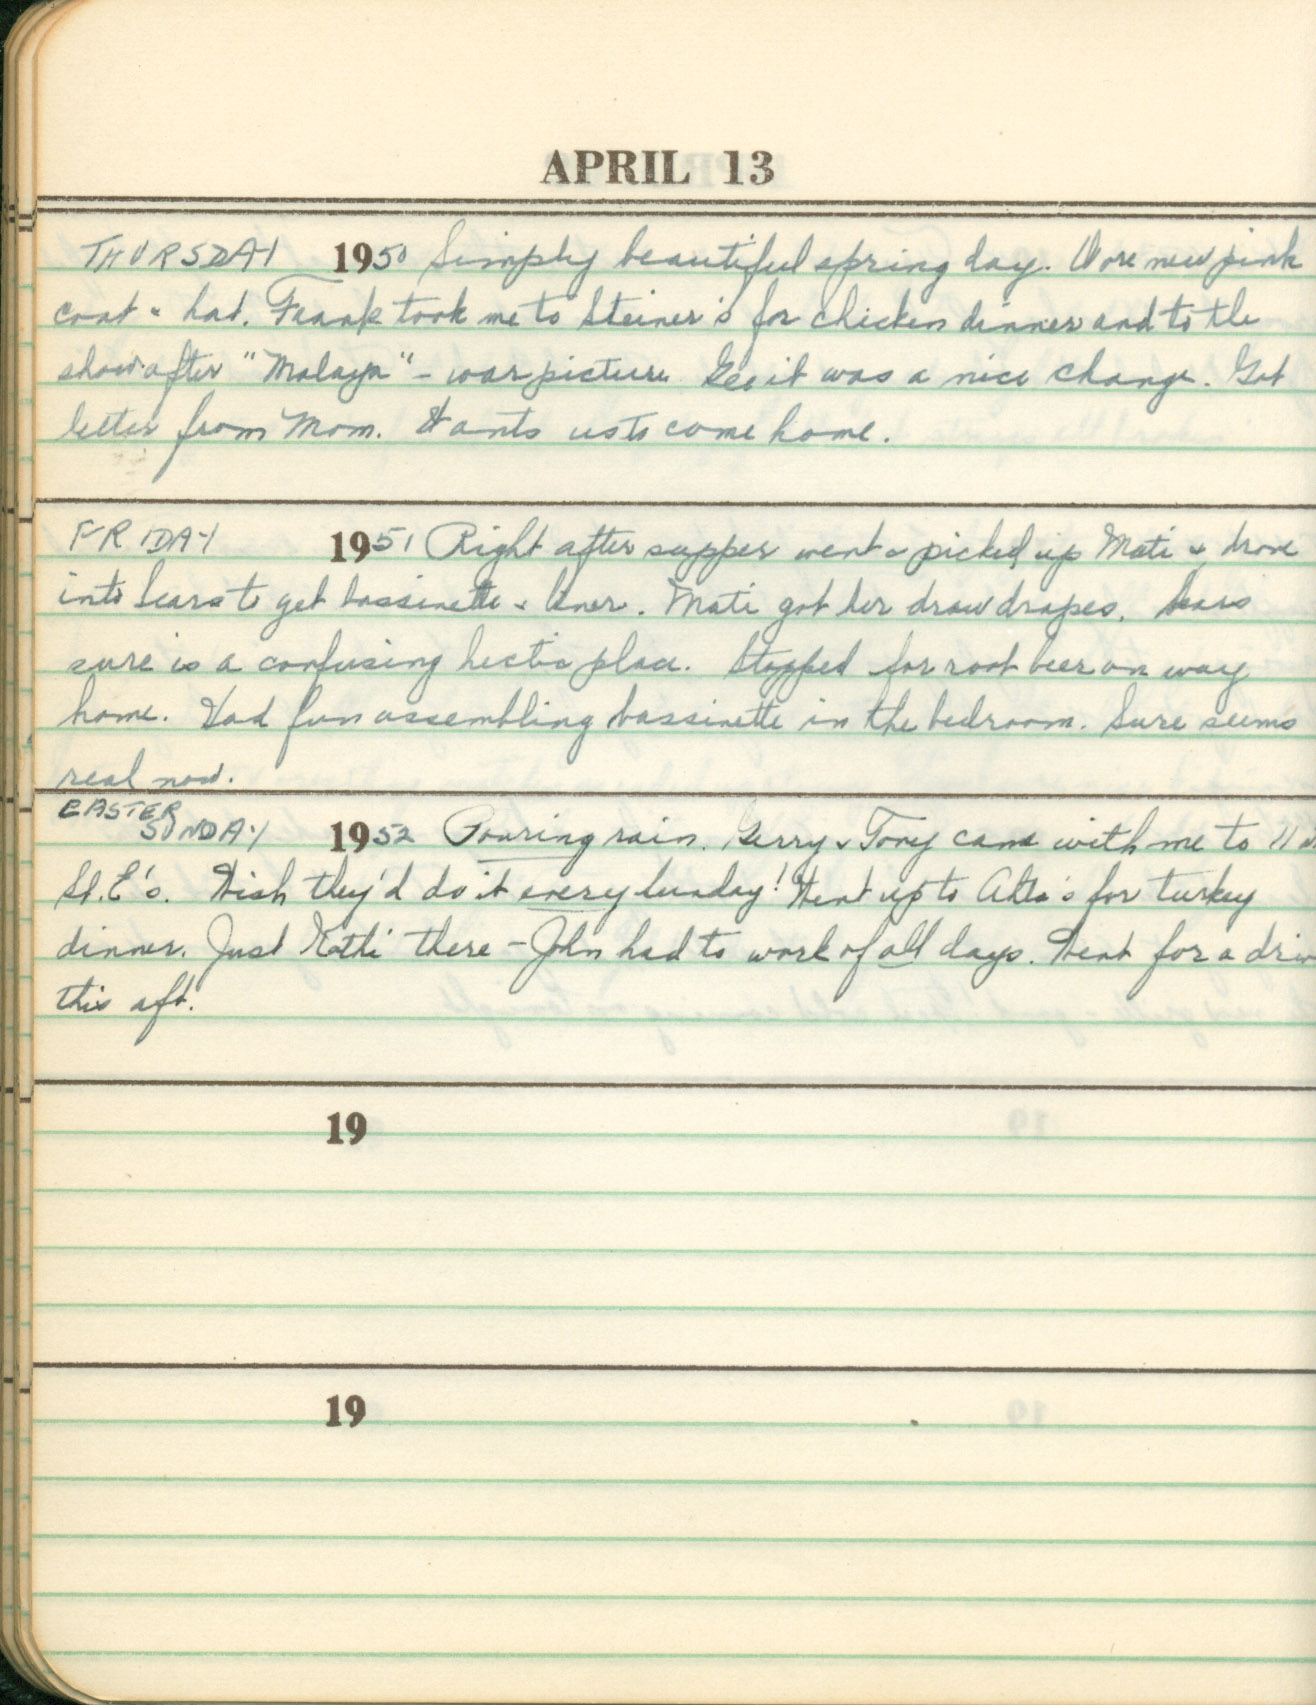 APRIL 13
THURSDAY 1950 Simply beautiful spring day. Wore new pink
coat & hat. Frank took me to Steiner's for chicken dinner and to the
show after "Malaya" - war picture. Gee it was a nice change. Got
letter from Mom. Wants us to come home.
FRIDAY 1951 Right after supper went & picked up Mati & drove
into Sears to get bassinette & liner. Mati got her draw drapes. Sears
sure is a confusing hectic place. Stopped for root beer on way
home. Had fun assembling bassinette in the bedroom. Sure seems
real now.
EASTER
SUNDAY 1952 Pouring rain. Gerry & Tony came with me to 11
St. E's. Wish they'd do it every Sunday! Went up to Alta's for turkey
dinner. Just Kathi there - John had to work of all days. Went for a
this aft.
19
19